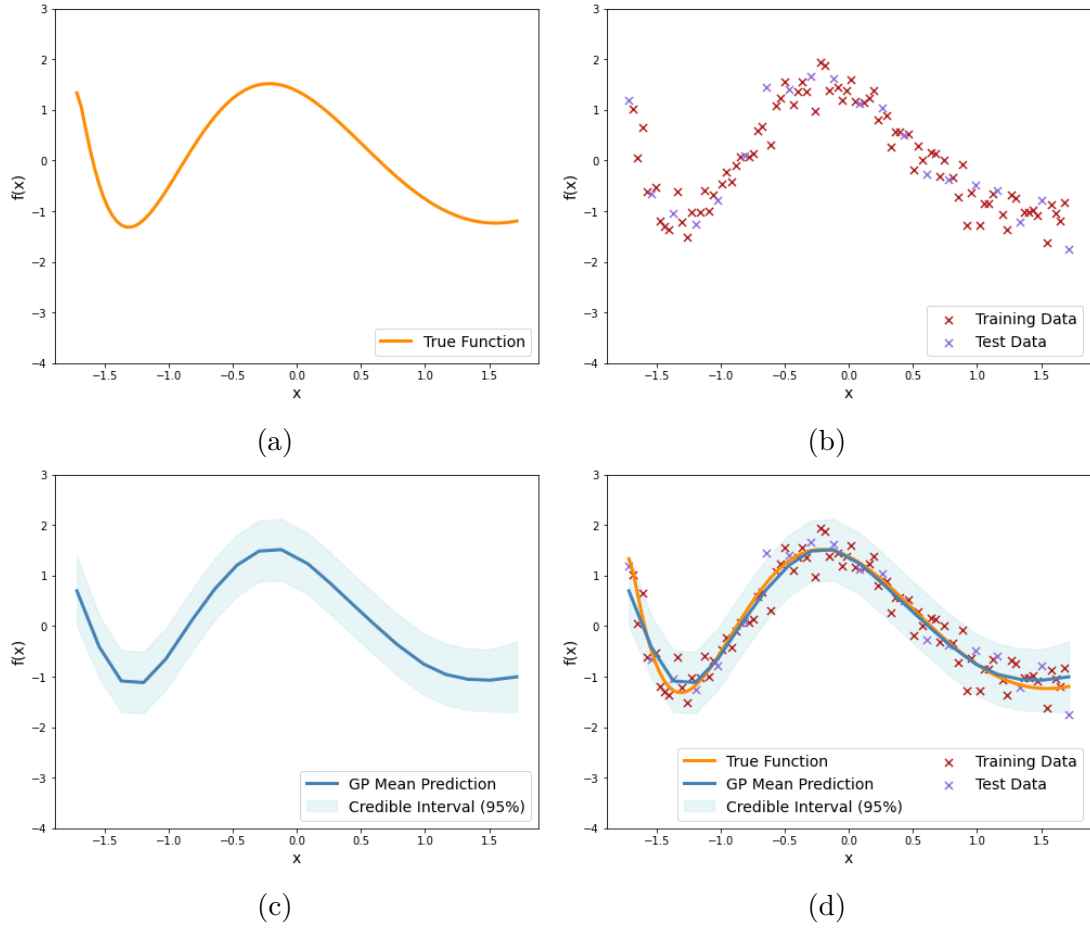 3
2
1
0
−1
−2
−3
−4
f(x)
−1.5 −1.0 −0.5 0.0 0.5 1.0 1.5
x
True Function
(a)
3
2
1
0
−1
−2
−3
−4
f(x)
−1.5 −1.0 −0.5 0.0 0.5 1.0 1.5
x
Training Data
Test Data
(b)
3
2
1
0
−1
−2
−3
−4
f(x)
−1.5 −1.0 −0.5 0.0 0.5 1.0 1.5
x
GP Mean Prediction
Credible Interval (95%)
(c)
3
2
1
0
−1
−2
−3
−4
f(x)
−1.5 −1.0 −0.5 0.0 0.5 1.0 1.5
x
True Function
GP Mean Prediction
Credible Interval (95%)
Training Data
Test Data
(d)